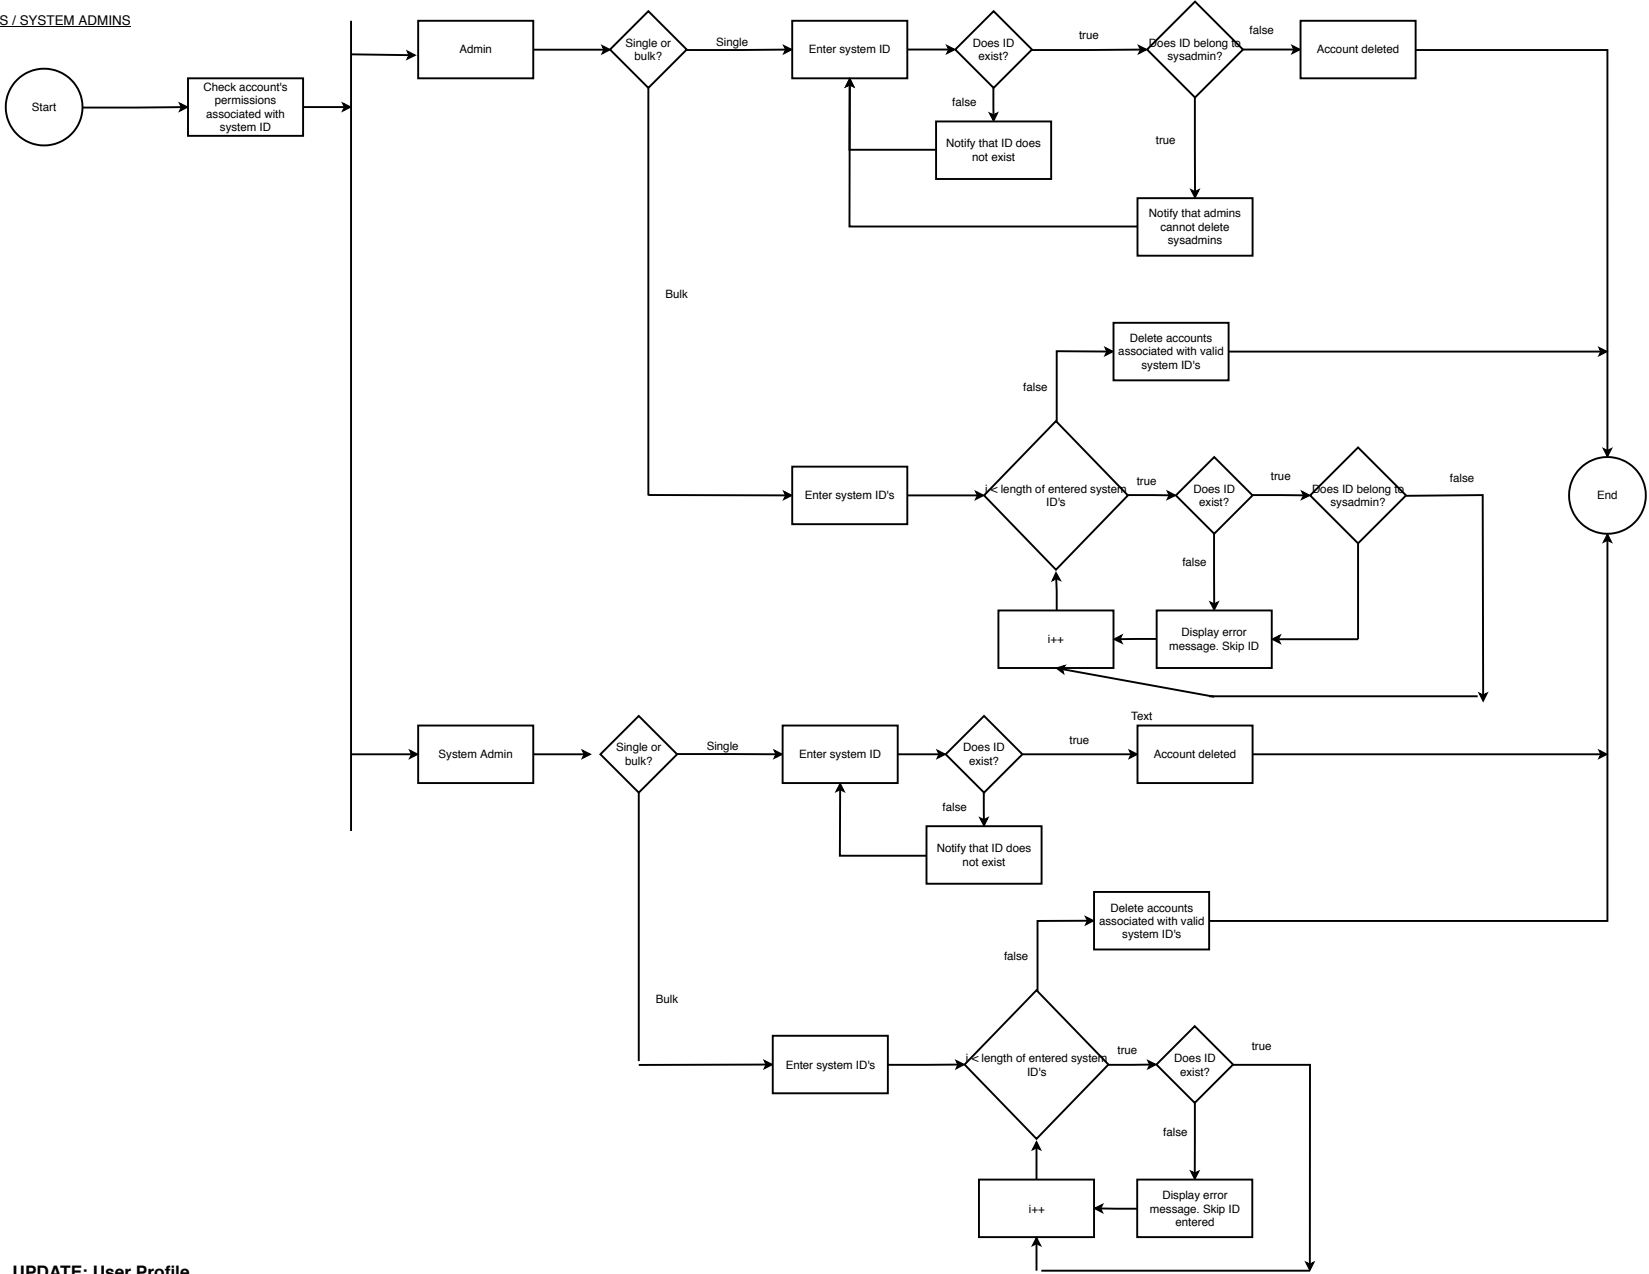 S / SYSTEM ADMINS
Admin
Single or
bulk?
Single
Enter system ID
Does ID
exist?
true
Does ID belong to
sysadmin?
false
Account deleted
Start
Check account's
permissions
associated with
system ID
false
Notify that ID does
not exist
true
Notify that admins
cannot delete
sysadmins
Bulk
Delete accounts
associated with valid
system ID's
false
Enter system ID's
i < length of entered system
ID's
true
Does ID
exist?
true
Does ID belong to
sysadmin?
false
End
false
i++
Display error
message. Skip ID
Text
System Admin
Single or
bulk?
Single
Enter system ID
Does ID
exist?
true
Account deleted
false
Notify that ID does
not exist
Delete accounts
associated with valid
system ID's
false
Bulk
Enter system ID's
i < length of entered system
ID's
true
Does ID
exist?
true
false
i++
Display error
message. Skip ID
entered
UPDATE: User Profile